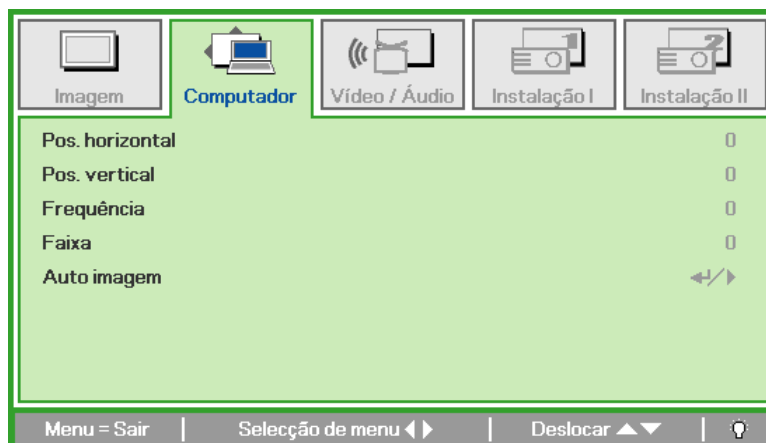 Imagem Computador Vídeo / Áudio Instalação I Instalação II
Pos. horizontal 0
Pos. vertical 0
Frequência 0
Faixa 0
Auto imagem
Menu = Sair Selecção de menu Deslocar